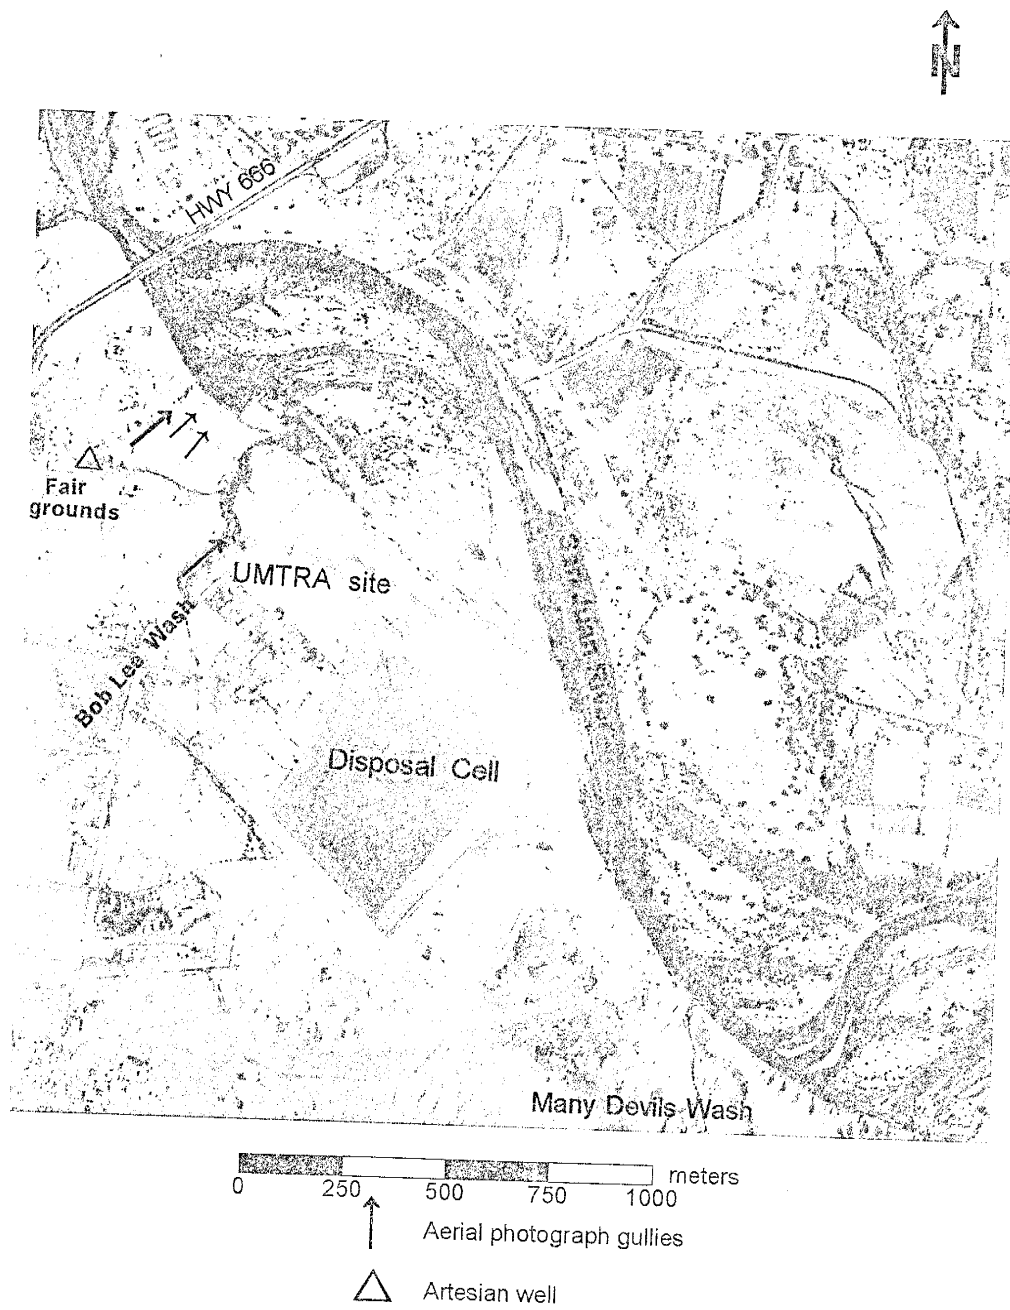 N
HWY 666
Fair
grounds
UMTRA site
Bob Lee Wash
Disposal Cell
Many Devils Wash
meters
0 250 500 750 1000
Aerial photograph gullies
Artesian well